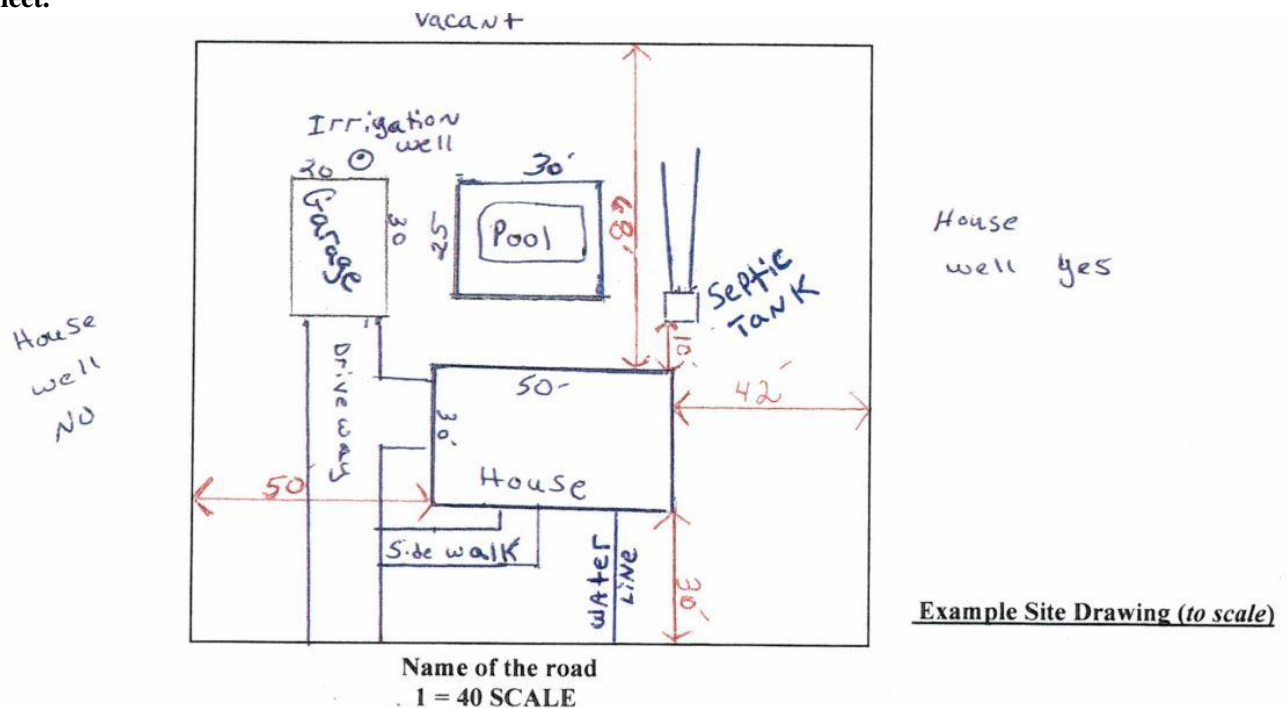 vacant
Irrigation
well
20
30'
Garage
30
25
Pool
68'
Septic
Tank
House
well yes
House
well
NO
10'
Driveway
50-
42'
30'
50
House
Side walk
WATER
LINE
30'
Example Site Drawing (to scale)
Name of the road
1 = 40 SCALE